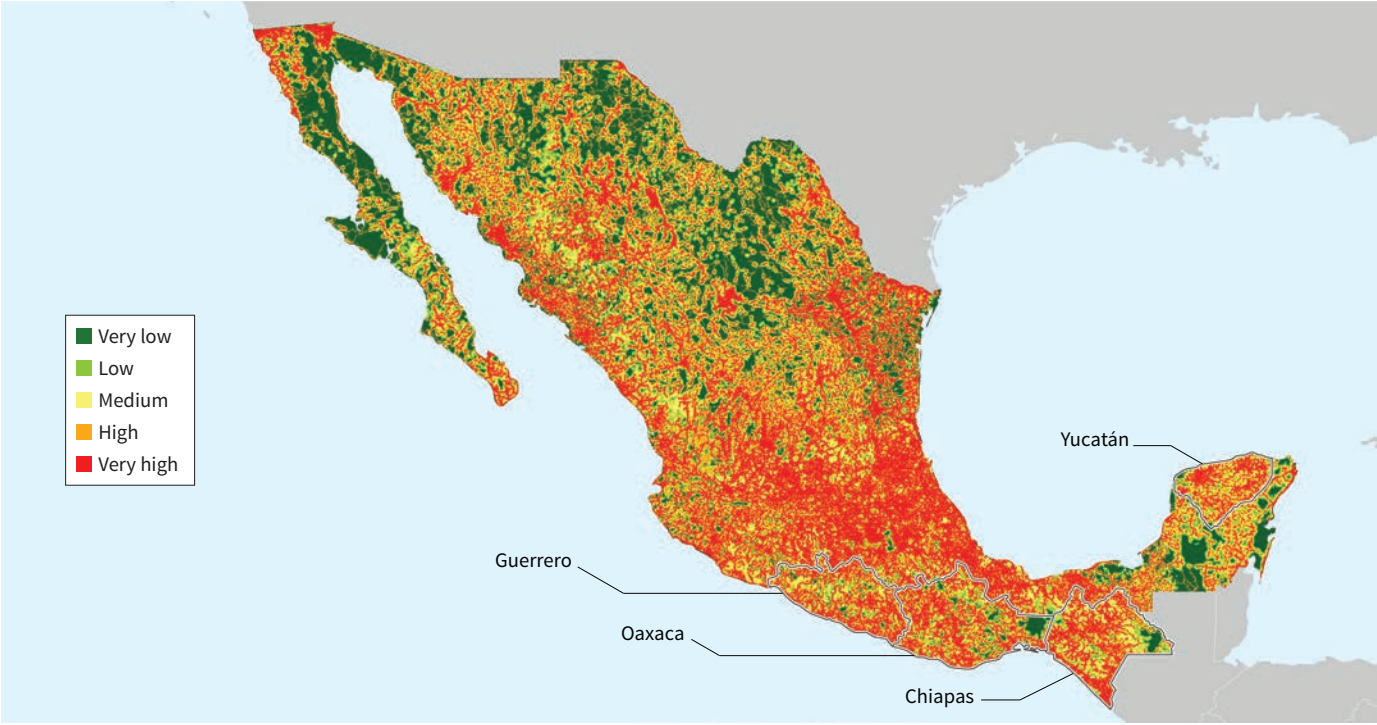 Very low
Low
Medium
High
Very high
Yucatán
Guerrero
Oaxaca
Chiapas